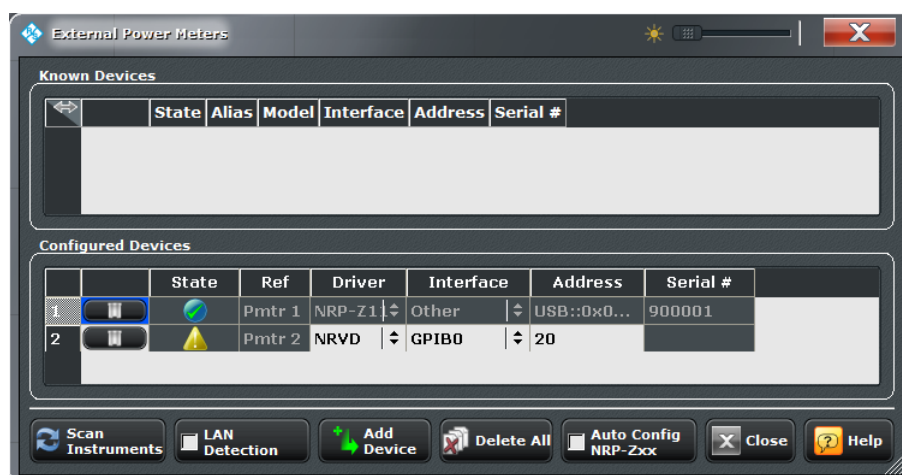 External Power Meters
Known Devices
State Alias Model Interface Address Serial #
Configured Devices
State Ref Driver Interface Address Serial #
1 Pmtr 1 NRP-Z11 Other USB::0x0... 900001
2 Pmtr 2 NRVD GPIB0 20
Scan Instruments
LAN Detection
Add Device
Delete All
Auto Config NRP-Zxx
Close
Help